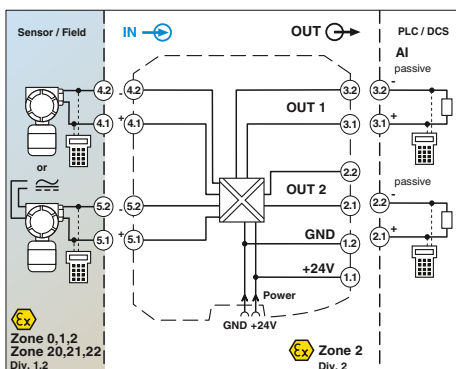 Sensor / Field
IN
OUT
PLC / DCS
AI
passive
4.2
-
4.2
3.2
3.2
-
OUT 1
4.1
+
4.1
3.1
3.1
+
or
2.2
passive
OUT 2
5.2
-
5.2
2.1
2.2
-
GND
5.1
+
5.1
1.2
2.1
+
+24V
1.1
Power
GND +24V
Ex
Zone 0,1,2
Zone 20,21,22
Div. 1,2
Ex
Zone 2
Div. 2